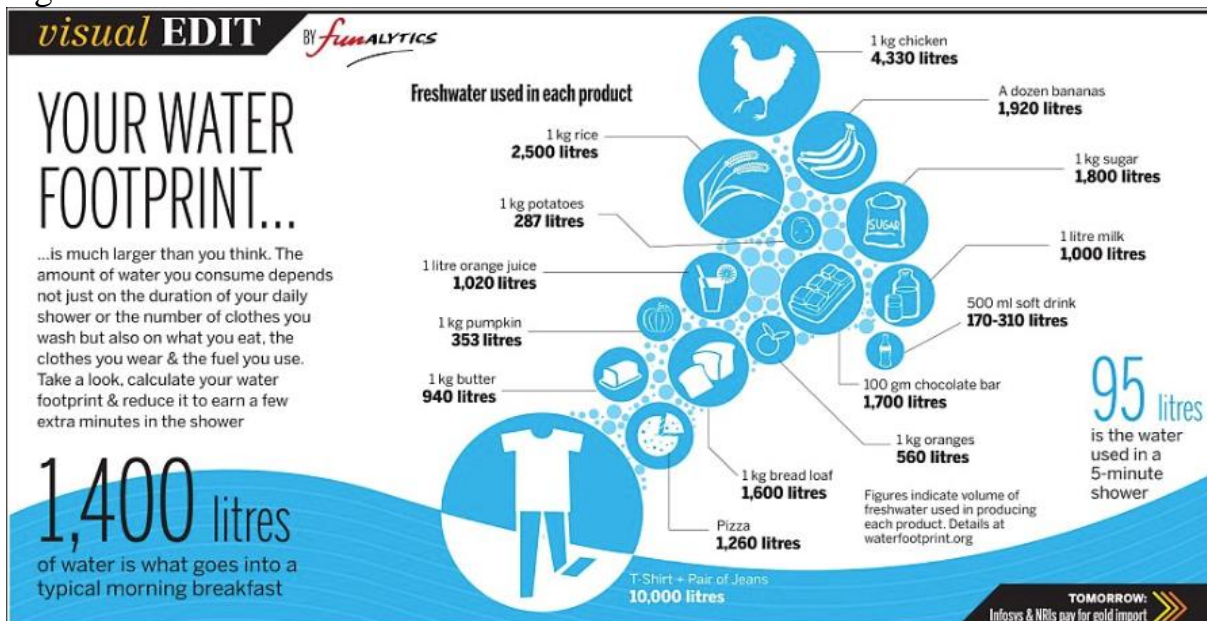 visual EDIT
BY funALYTICS
YOUR WATER
FOOTPRINT...
...is much larger than you think. The
amount of water you consume depends
not just on the duration of your daily
shower or the number of clothes you
wash but also on what you eat, the
clothes you wear & the fuel you use.
Take a look, calculate your water
footprint & reduce it to earn a few
extra minutes in the shower
1,400 litres
of water is what goes into a
typical morning breakfast
Freshwater used in each product
1 kg chicken
4,330 litres
A dozen bananas
1,920 litres
1 kg rice
2,500 litres
1 kg sugar
1,800 litres
SUGAR
1 kg potatoes
287 litres
1 litre milk
1,000 litres
1 litre orange juice
1,020 litres
500 ml soft drink
170-310 litres
1 kg pumpkin
353 litres
1 kg butter
940 litres
100 gm chocolate bar
1,700 litres
1 kg oranges
560 litres
1 kg bread loaf
1,600 litres
Pizza
1,260 litres
T-Shirt + Pair of Jeans
10,000 litres
Figures indicate volume of
freshwater used in producing
each product. Details at
waterfootprint.org
95 litres
is the water
used in a
5-minute
shower
TOMORROW:
Infosys & NRIs pay for gold import